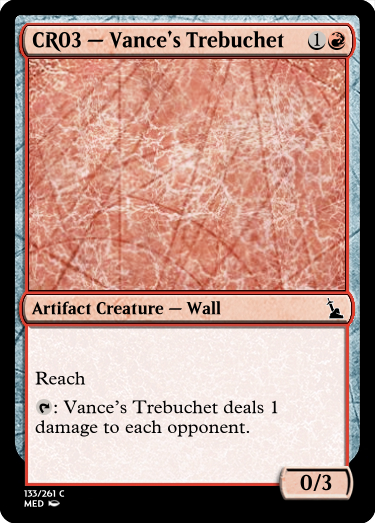 CR03 — Vance's Trebuchet 1
Artifact Creature — Wall
Reach
: Vance's Trebuchet deals 1
damage to each opponent.
0/3
133/261 C
MED